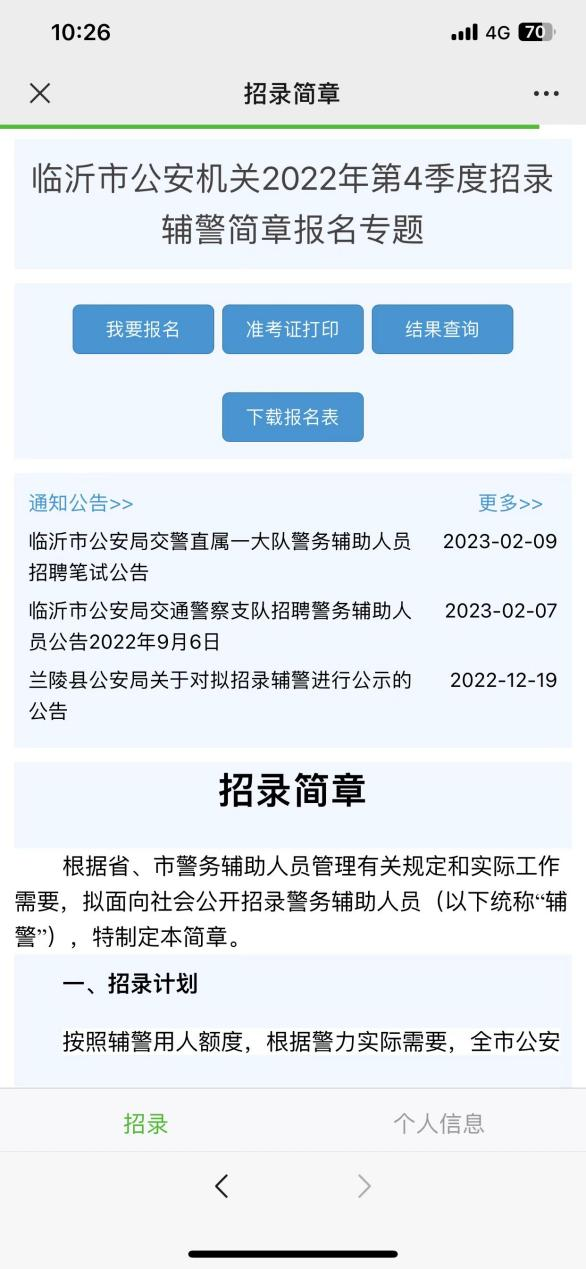 10:26
4G 70
招录简章
临沂市公安机关2022年第4季度招录
辅警简章报名专题
我要报名 准考证打印 结果查询
下载报名表
通知公告>> 更多>>
临沂市公安局交警直属一大队警务辅助人员 2023-02-09
招聘笔试公告
临沂市公安局交通警察支队招聘警务辅助人 2023-02-07
员公告2022年9月6日
兰陵县公安局关于对拟招录辅警进行公示的 2022-12-19
公告
招录简章
根据省、市警务辅助人员管理有关规定和实际工作
需要，拟面向社会公开招录警务辅助人员（以下统称“辅
警”），特制定本简章。
一、招录计划
按照辅警用人额度，根据警力实际需要，全市公安
招录 个人信息